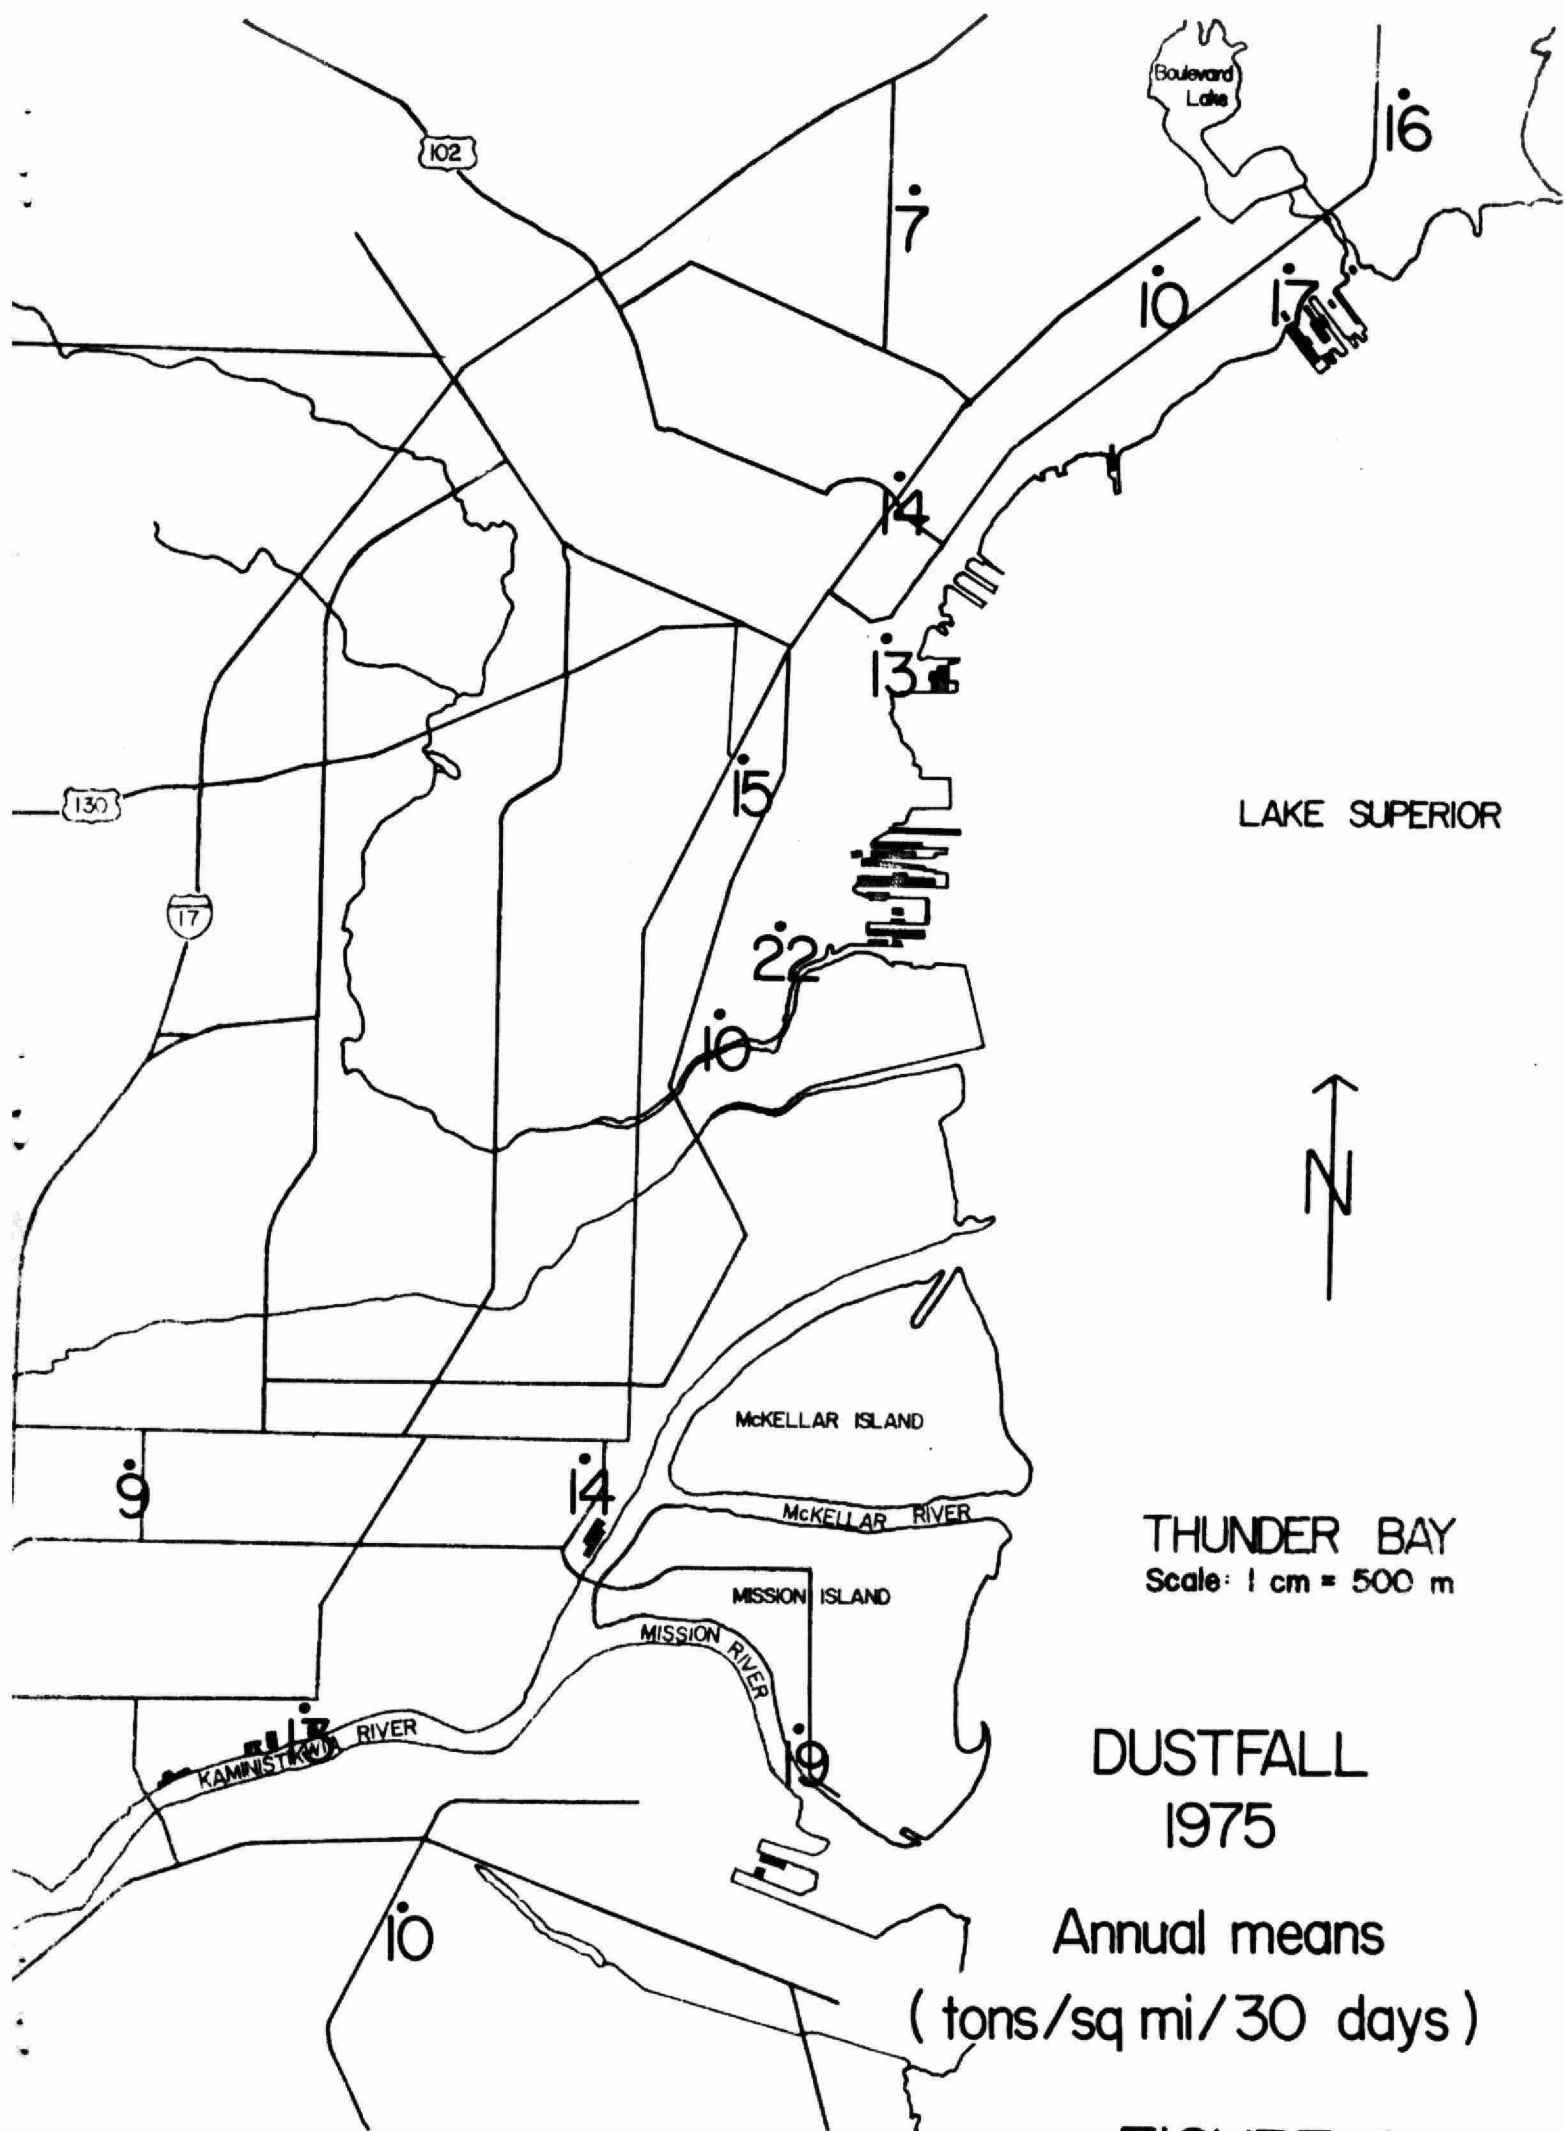 Boulevard
Lake
16
102
7
10
17
14
13
15
130
LAKE SUPERIOR
17
22
10
N
McKELLAR ISLAND
9
14
McKELLAR RIVER
THUNDER BAY
Scale: 1 cm = 500 m
MISSION ISLAND
MISSION RIVER
KAMINISTIKWIA RIVER
19
DUSTFALL
1975
Annual means
10
(tons/sq mi/30 days)